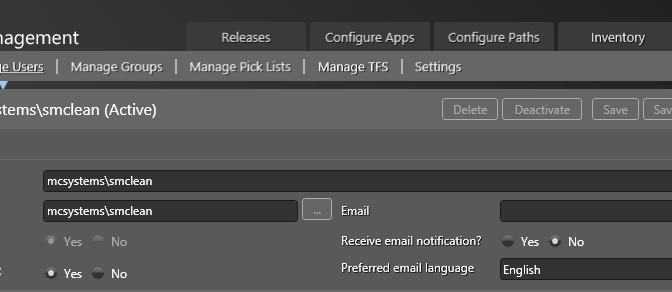 nagement
Releases
Configure Apps
Configure Paths
Inventory
ge Users
Manage Groups
Manage Pick Lists
Manage TFS
Settings
stems\smclean (Active)
Delete
Deactivate
Save
Sav
mcsystems\smclean
mcsystems\smclean
...
Email
Yes
No
Receive email notification?
Yes
No
:
Yes
No
Preferred email language
English